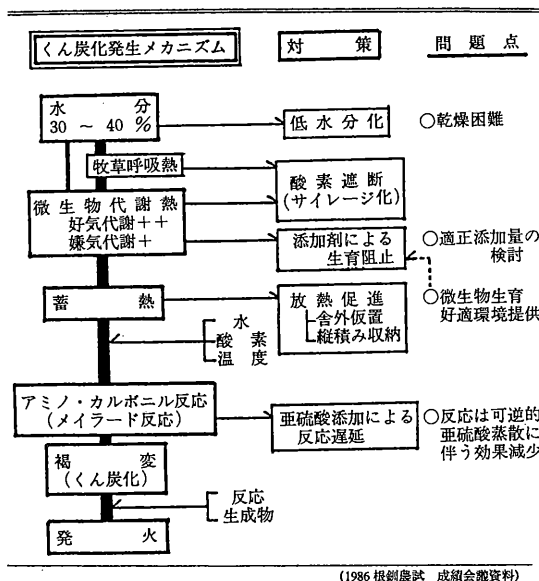 くん炭化発生メカニズム
対策
問題点
水分
30 ~ 40 %
低水分化
○乾燥困難
牧草呼吸熱
酸素遮断
(サイレージ化)
微生物代謝熱
好気代謝++
嫌気代謝+
添加剤による
生育阻止
○適正添加量の
検討
蓄熱
放熱促進
舎外仮置
縦積み収納
○微生物生育
好適環境提供
水
酸素
温度
アミノ・カルボニル反応
(メイラード反応)
亜硫酸添加による
反応遅延
○反応は可逆的
亜硫酸蒸散に
伴う効果減少
褐変
(くん炭化)
反応
生成物
発火
(1986 根釧農試 成績会議資料)